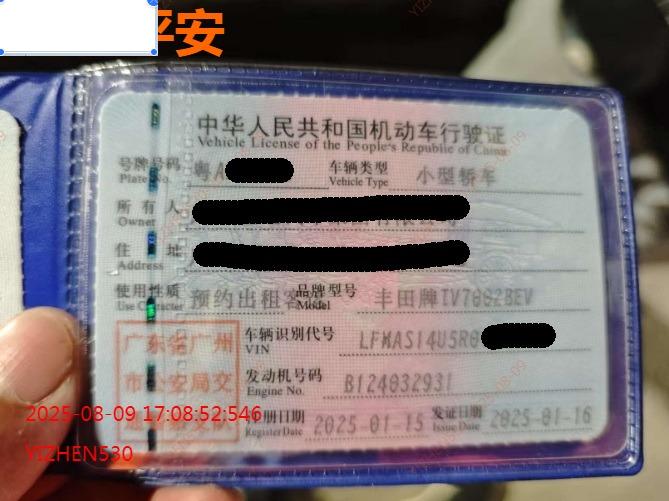 平安
中华人民共和国机动车行驶证
Vehicle License of the People's Republic of China
号牌号码 粤A 车辆类型 小型轿车
Plate No. Vehicle Type
所有人
Owner
住址
Address
使用性质 预约出租客 品牌型号 丰田牌TV7002BEV
Use Character Model
广东省广州 车辆识别代号 LFMAS14U5R0
VIN
市公安局交 发动机号码 B124032931
Engine No.
注册日期 2025-01-15 发证日期 2025-01-16
Register Date Issue Date
2025-08-09 17:08:52:546
YIZHEN530